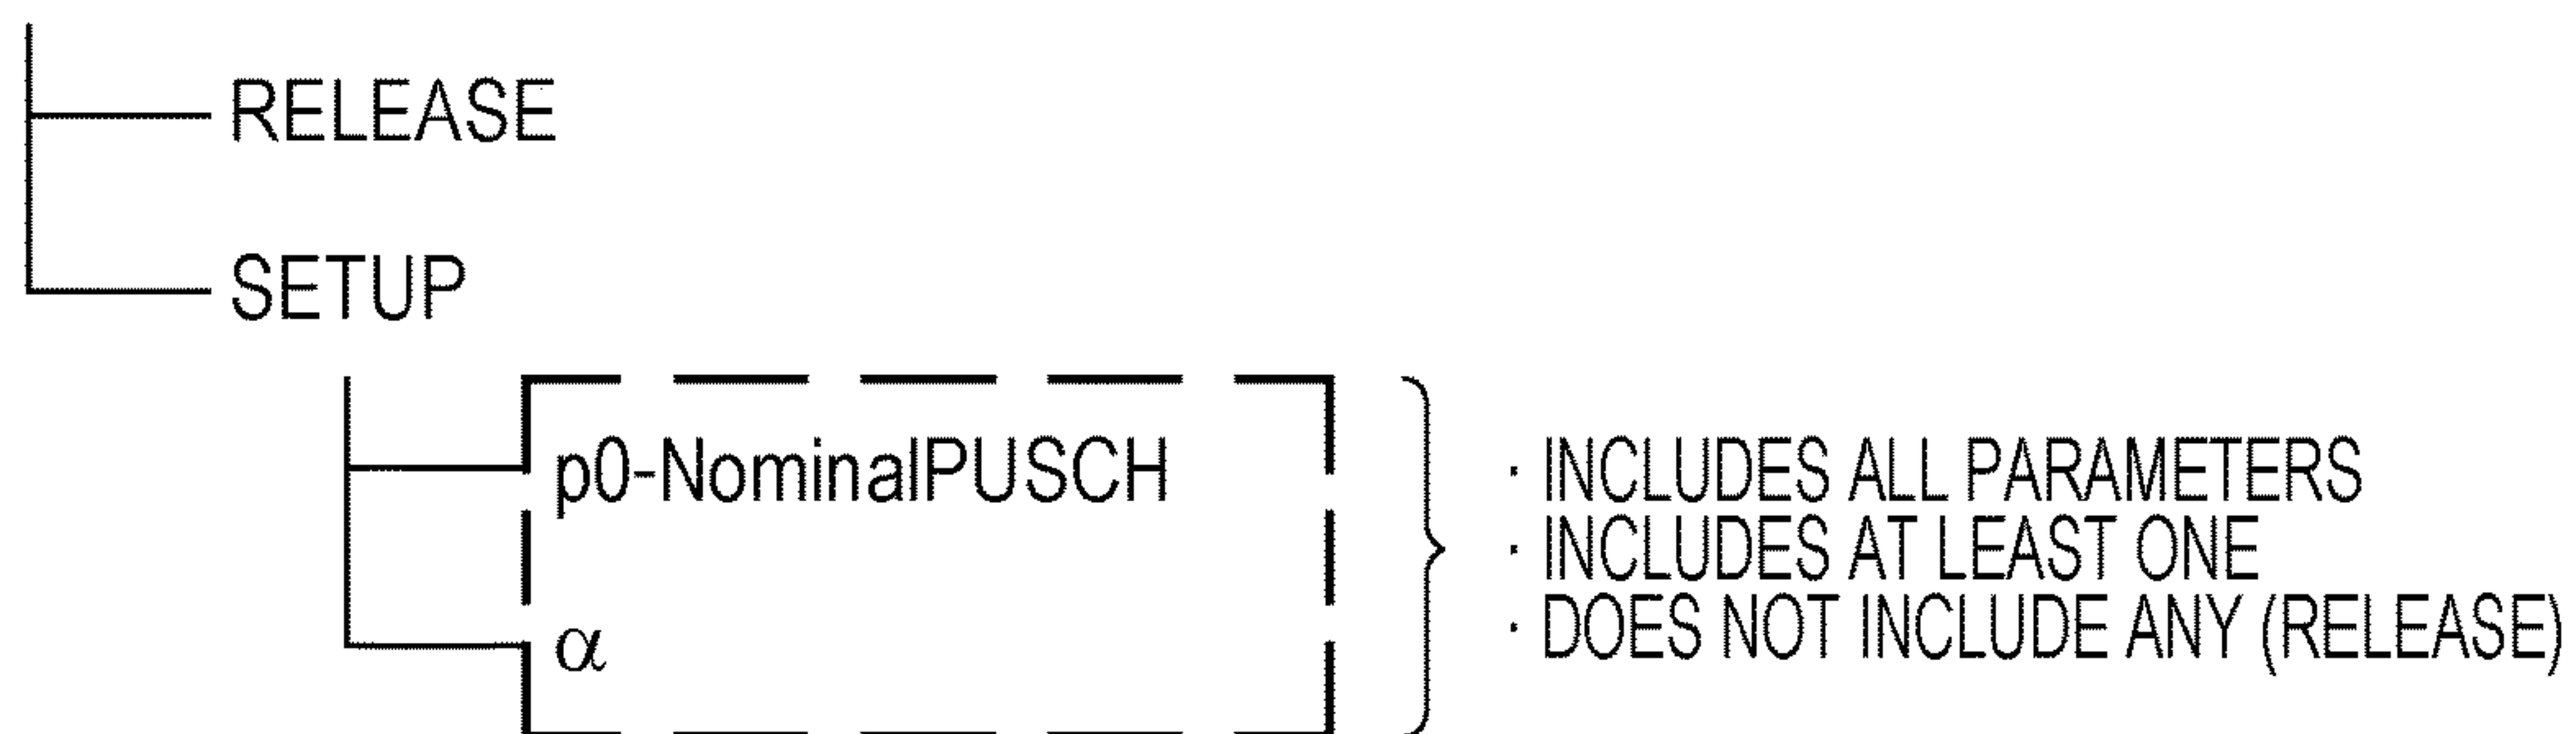 RELEASE
SETUP
p0-NominalPUSCH
α
· INCLUDES ALL PARAMETERS
· INCLUDES AT LEAST ONE
· DOES NOT INCLUDE ANY (RELEASE)